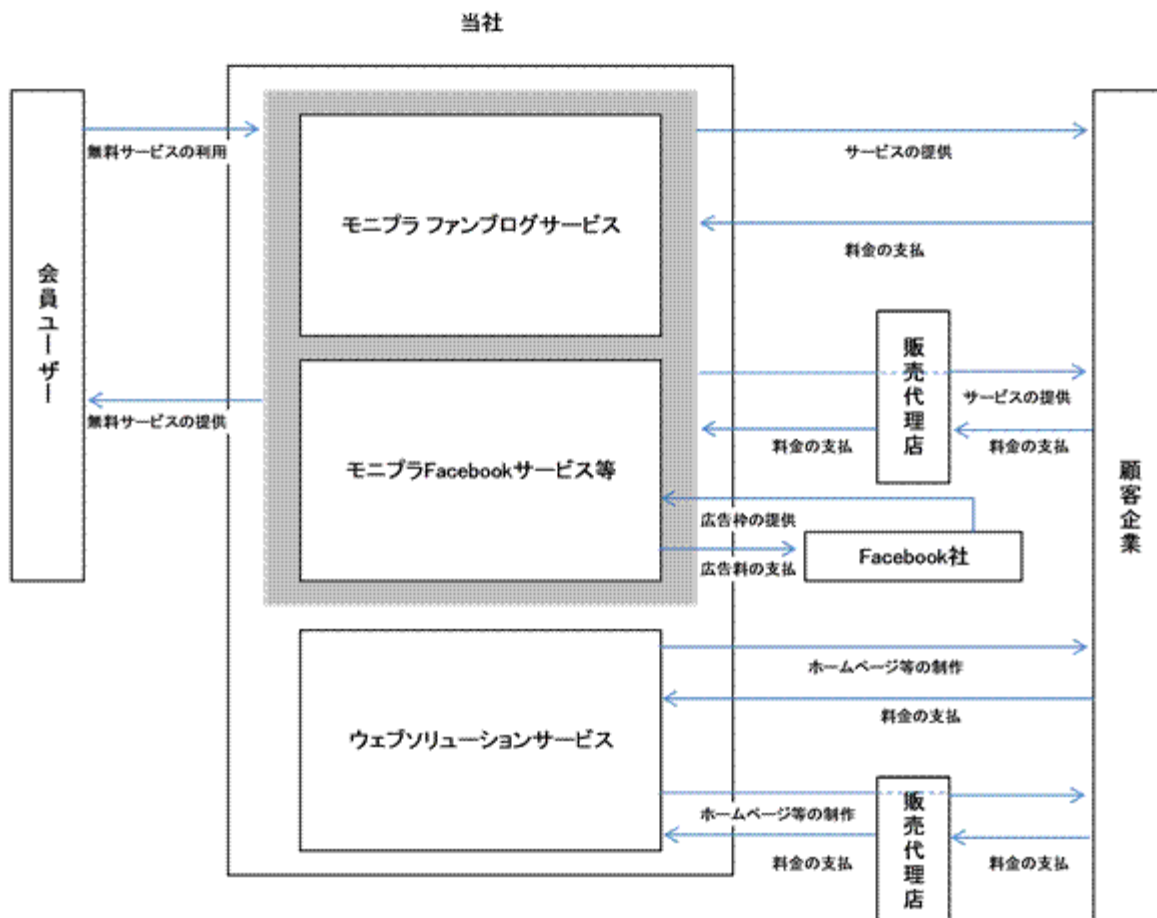 当社
無料サービスの利用
サービスの提供
モニプラ ファンブログサービス
料金の支払
会員ユーザー
販売代理店
サービスの提供
無料サービスの提供
料金の支払
料金の支払
モニプラFacebookサービス等
顧客企業
広告枠の提供
Facebook社
広告料の支払
ホームページ等の制作
料金の支払
ウェブソリューションサービス
販売代理店
ホームページ等の制作
料金の支払
料金の支払